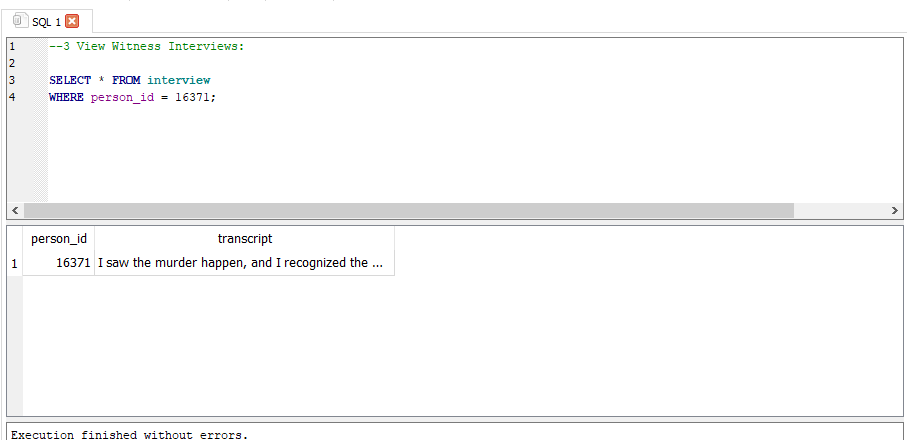 SQL 1
1 --3 View Witness Interviews:
2
3 SELECT * FROM interview
4 WHERE person_id = 16371;
person_id transcript
1 16371 I saw the murder happen, and I recognized the ...
Execution finished without errors.